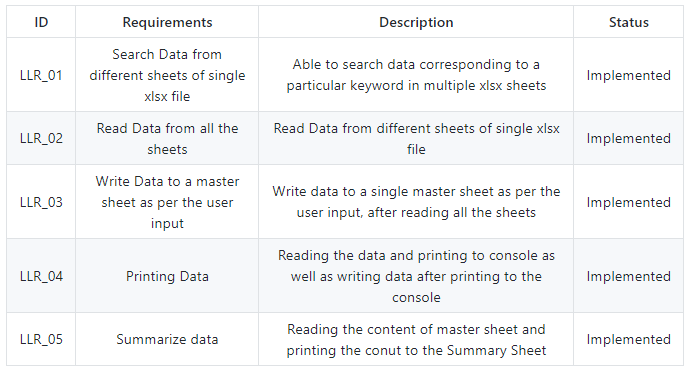 ID Requirements Description Status
Search Data from
different sheets of single
xlsx file
LLR_01
Able to search data corresponding to a
particular keyword in multiple xlsx sheets
Implemented
LLR_02
Read Data from all the
sheets
Read Data from different sheets of single xlsx
file
Implemented
LLR_03
Write Data to a master
sheet as per the user
input
Write data to a single master sheet as per the
user input, after reading all the sheets
Implemented
LLR_04
Printing Data
Reading the data and printing to console as
well as writing data after printing to the
console
Implemented
LLR_05
Summarize data
Reading the content of master sheet and
printing the conut to the Summary Sheet
Implemented